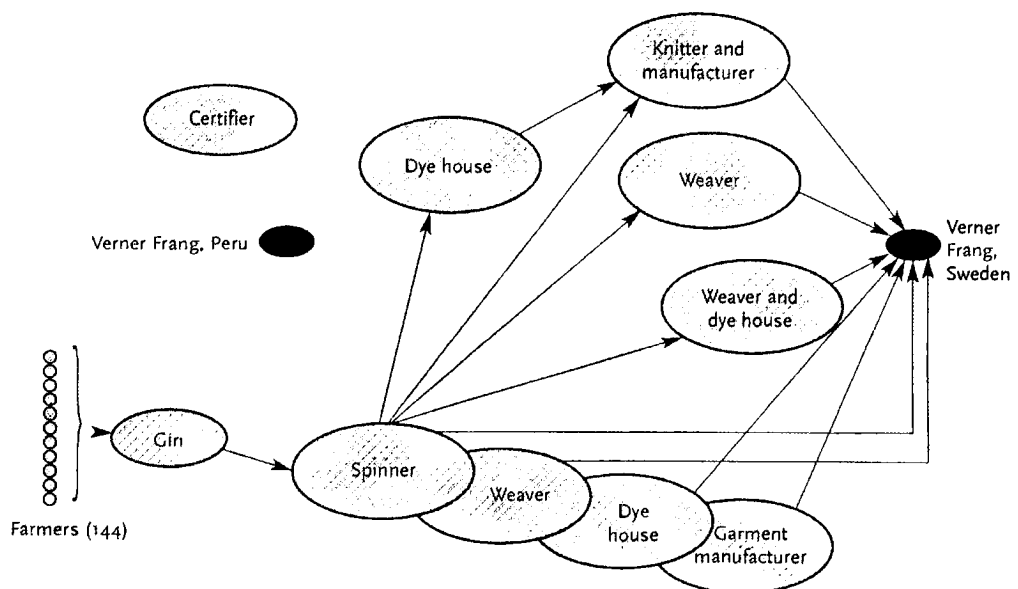 Knitter and
manufacturer
Certifier
Dye house
Weaver
Verner Frang, Peru
Verner
Frang,
Sweden
Weaver and
dye house
Gin
Spinner
Weaver
Dye
house
Garment
manufacturer
Farmers (144)